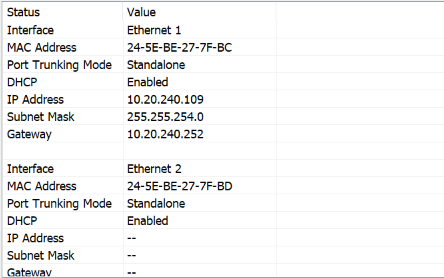 Status Value
Interface Ethernet 1
MAC Address 24-5E-BE-27-7F-BC
Port Trunking Mode Standalone
DHCP Enabled
IP Address 10.20.240.109
Subnet Mask 255.255.254.0
Gateway 10.20.240.252
Interface Ethernet 2
MAC Address 24-5E-BE-27-7F-BD
Port Trunking Mode Standalone
DHCP Enabled
IP Address --
Subnet Mask --
Gateway --